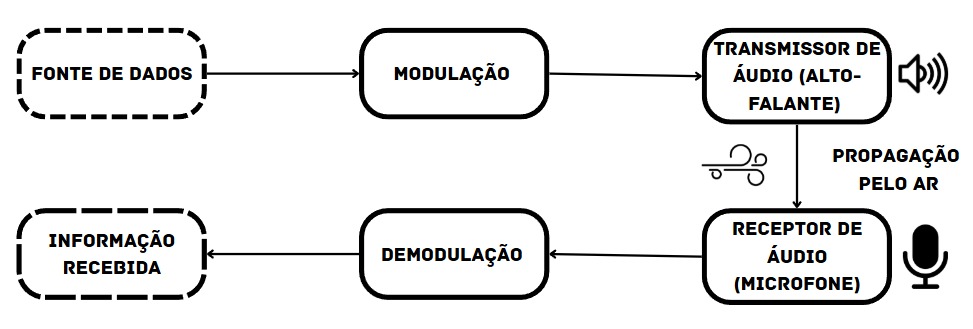 FONTE DE DADOS
MODULAÇÃO
TRANSMISSOR DE
ÁUDIO (ALTO-
FALANTE)
PROPAGAÇÃO
PELO AR
RECEPTOR DE
ÁUDIO
(MICROFONE)
DEMODULAÇÃO
INFORMAÇÃO
RECEBIDA